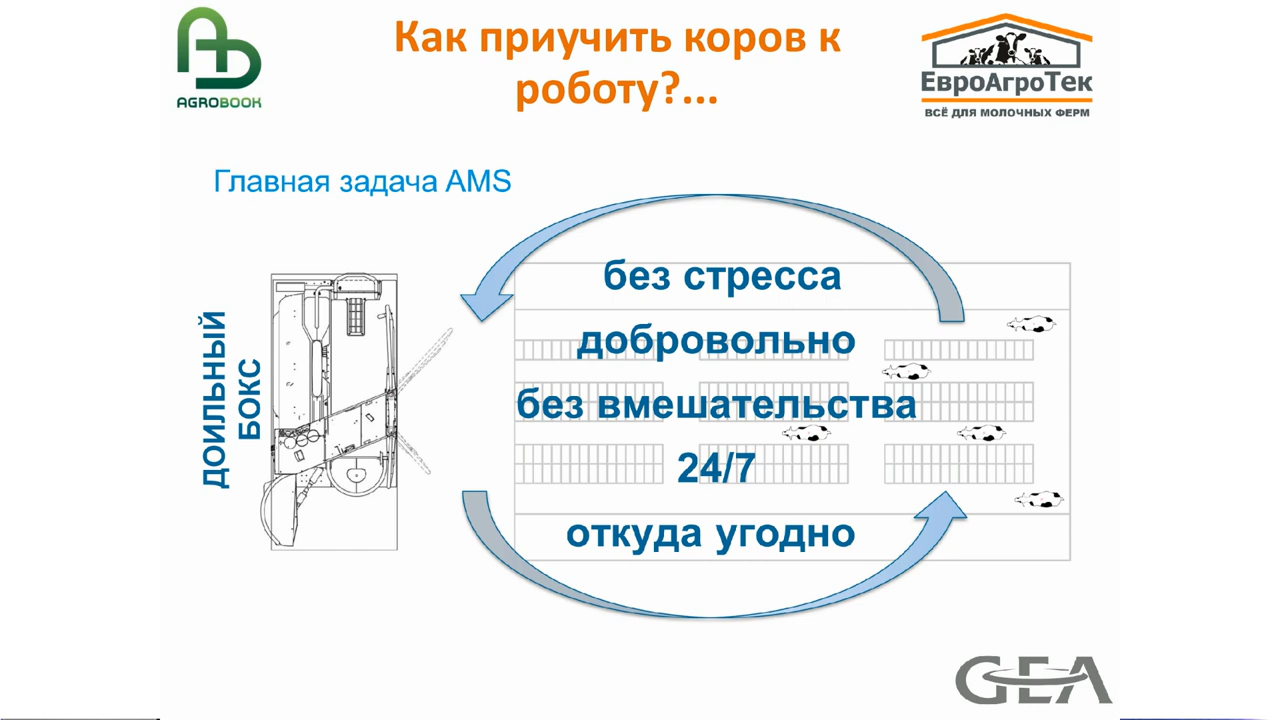 AGROBOOK
Как приучить коров к
роботу?...
ЕвроАгроТек
ВСЁ ДЛЯ МОЛОЧНЫХ ФЕРМ
Главная задача AMS
ДОИЛЬНЫЙ
БОКС
без стресса
добровольно
без вмешательства
24/7
откуда угодно
GEA